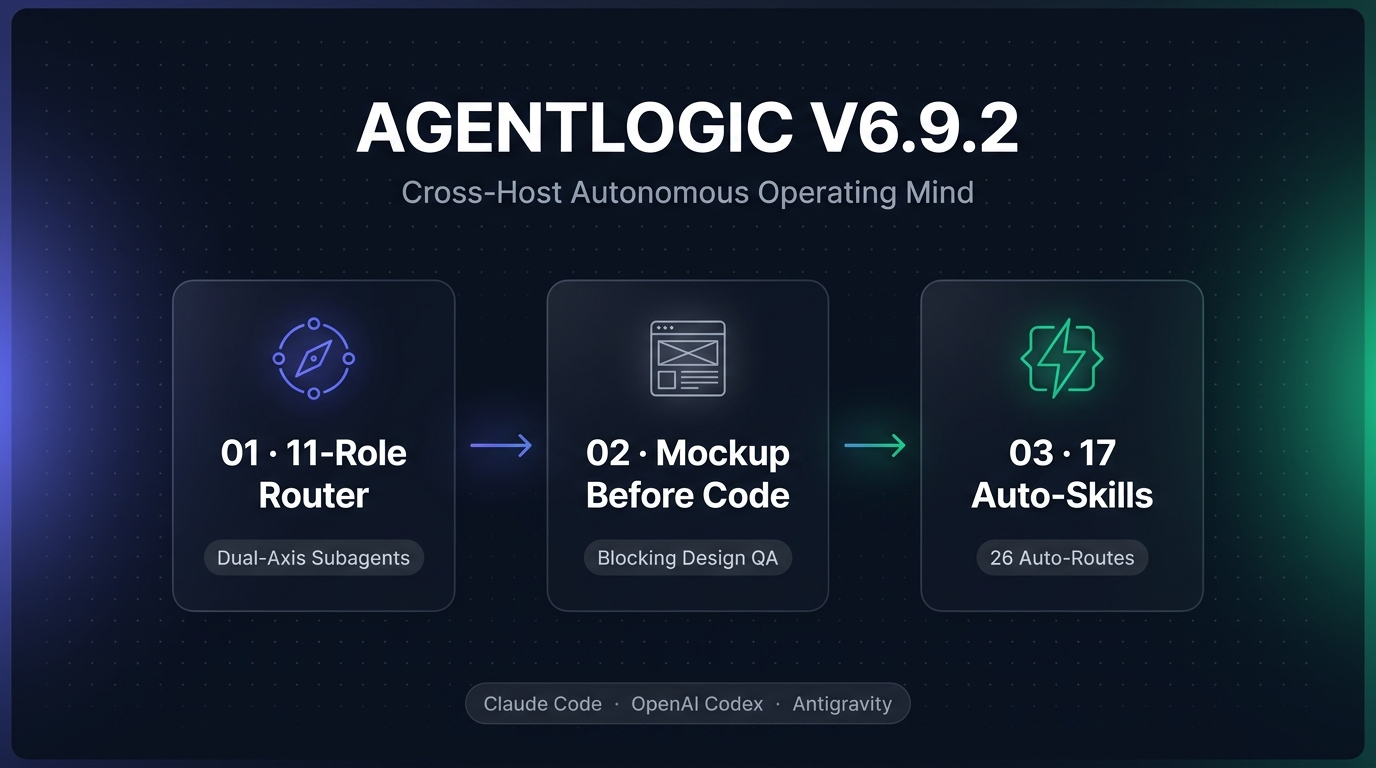 AGENTLOGIC V6.9.2
Cross-Host Autonomous Operating Mind
01 · 11-Role
Router
Dual-Axis Subagents
02 · Mockup
Before Code
Blocking Design QA
03 · 17
Auto-Skills
26 Auto-Routes
Claude Code · OpenAI Codex · Antigravity